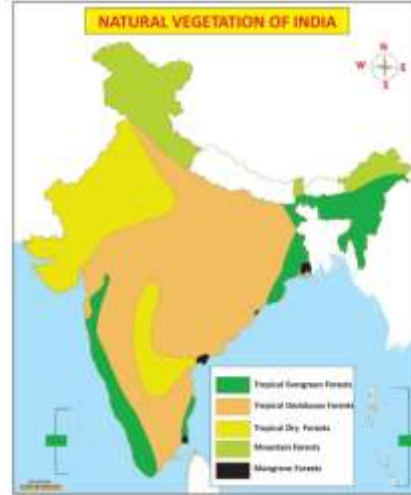 NATURAL VEGETATION OF INDIA
N
W E
S
Tropical Evergreen Forests
Tropical Deciduous Forests
Tropical Dry Forests
Mountain Forests
Mangrove Forests